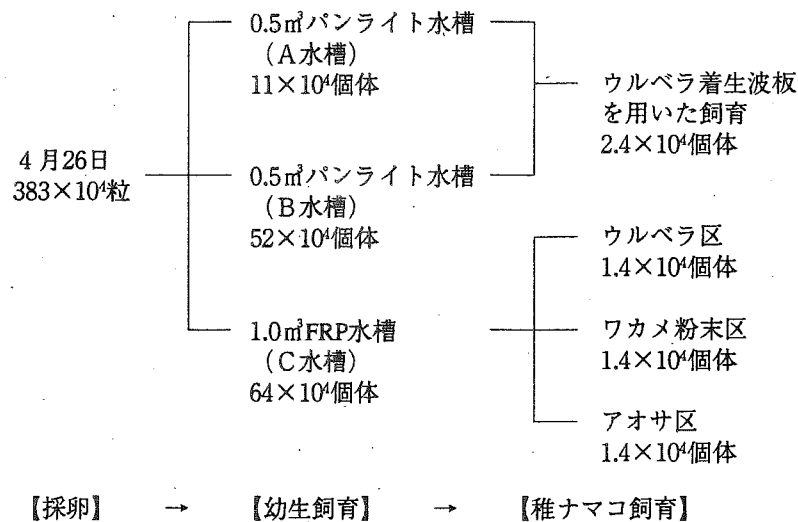 4月26日
383×10⁴粒
0.5㎥パンライト水槽
(A水槽)
11×10⁴個体
0.5㎥パンライト水槽
(B水槽)
52×10⁴個体
1.0㎥FRP水槽
(C水槽)
64×10⁴個体
ウルベラ着生波板
を用いた飼育
2.4×10⁴個体
ウルベラ区
1.4×10⁴個体
ワカメ粉末区
1.4×10⁴個体
アオサ区
1.4×10⁴個体
【採卵】 → 【幼生飼育】 → 【稚ナマコ飼育】